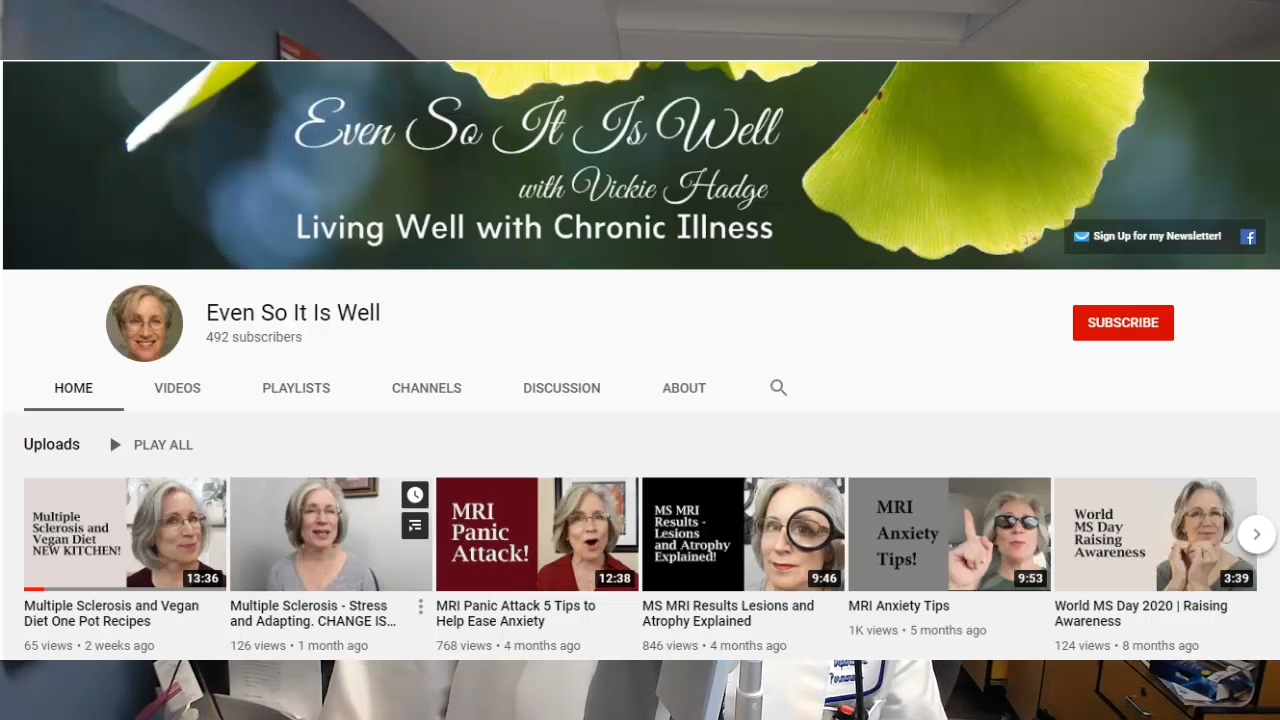 Even So It Is Well
with Vickie Hadge
Living Well with Chronic Illness
Sign Up for my Newsletter!
Even So It Is Well
492 subscribers
SUBSCRIBE
HOME VIDEOS PLAYLISTS CHANNELS DISCUSSION ABOUT
Uploads PLAY ALL
Multiple
Sclerosis and
Vegan Diet
NEW KITCHEN!
13:36
MRI
Panic
Attack!
12:38
MS MRI
Results -
Lesions
and Atrophy
Explained!
9:46
MRI
Anxiety
Tips!
9:53
World
MS Day
Raising
Awareness
3:39
Multiple Sclerosis and Vegan
Diet One Pot Recipes
65 views • 2 weeks ago
Multiple Sclerosis - Stress
and Adapting. CHANGE IS...
126 views • 1 month ago
MRI Panic Attack 5 Tips to
Help Ease Anxiety
768 views • 4 months ago
MS MRI Results Lesions and
Atrophy Explained
846 views • 4 months ago
MRI Anxiety Tips
1K views • 5 months ago
World MS Day 2020 | Raising
Awareness
124 views • 8 months ago